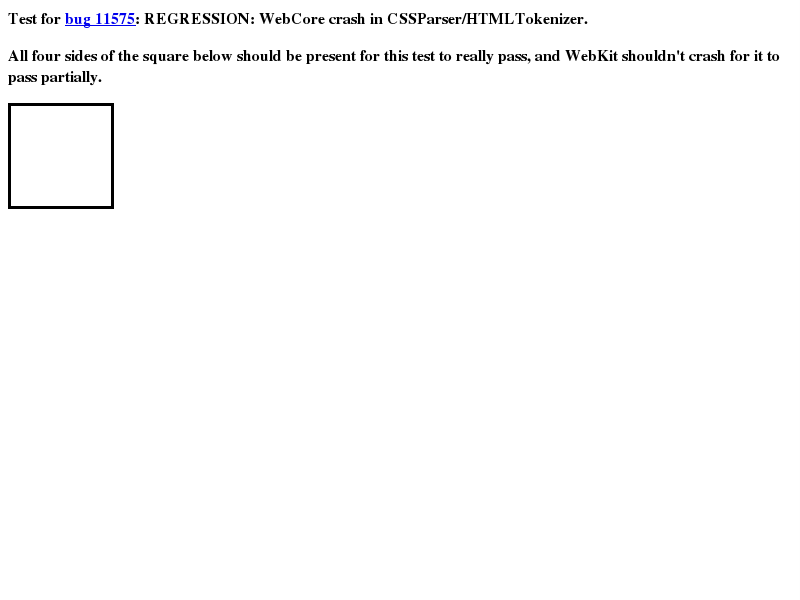 Test for bug 11575: REGRESSION: WebCore crash in CSSParser/HTMLTokenizer.
All four sides of the square below should be present for this test to really pass, and WebKit shouldn't crash for it to
pass partially.